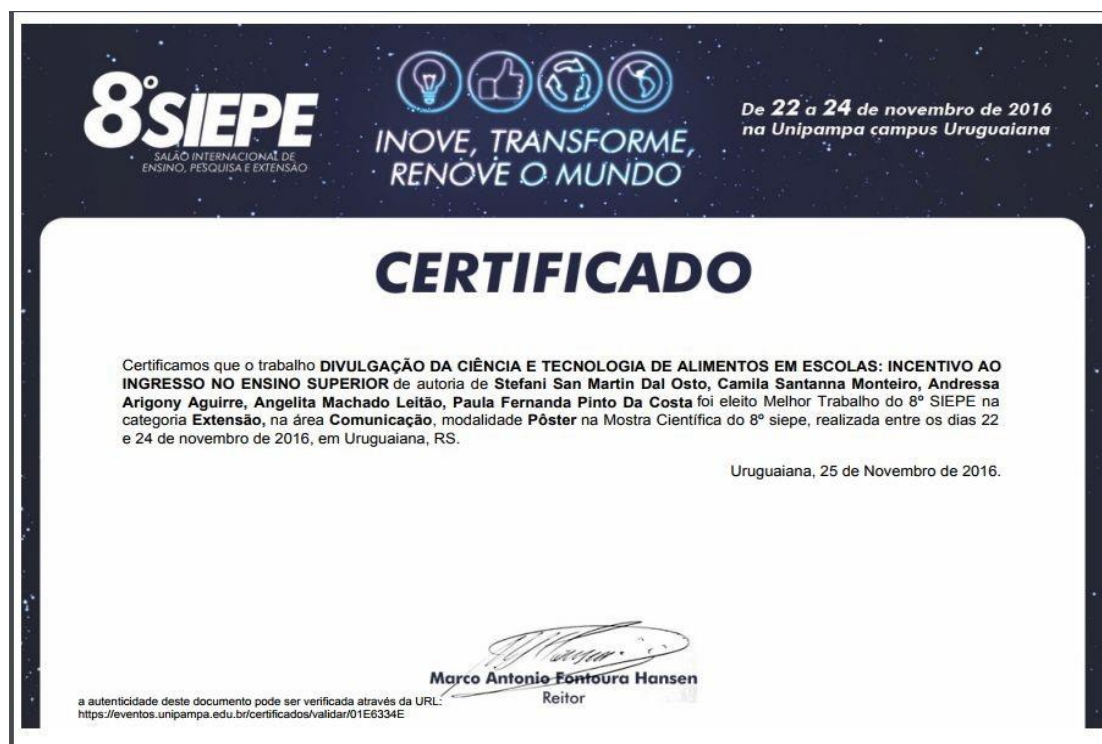 8º SIEPE
SALÃO INTERNACIONAL DE
ENSINO, PESQUISA E EXTENSÃO
INOVE, TRANSFORME,
RENOVE O MUNDO
De 22 a 24 de novembro de 2016
na Unipampa campus Uruguaiana
CERTIFICADO
Certificamos que o trabalho DIVULGAÇÃO DA CIÊNCIA E TECNOLOGIA DE ALIMENTOS EM ESCOLAS: INCENTIVO AO
INGRESSO NO ENSINO SUPERIOR de autoria de Stefani San Martin Dal Osto, Camila Santanna Monteiro, Andressa
Arigony Aguirre, Angelita Machado Leitão, Paula Fernanda Pinto Da Costa foi eleito Melhor Trabalho do 8º SIEPE na
categoria Extensão, na área Comunicação, modalidade Pôster na Mostra Científica do 8º siepe, realizada entre os dias 22
e 24 de novembro de 2016, em Uruguaiana, RS.
Uruguaiana, 25 de Novembro de 2016.
Marco Antonio Fontoura Hansen
Reitor
a autenticidade deste documento pode ser verificada através da URL:
https://eventos.unipampa.edu.br/certificados/validar/01E6334E